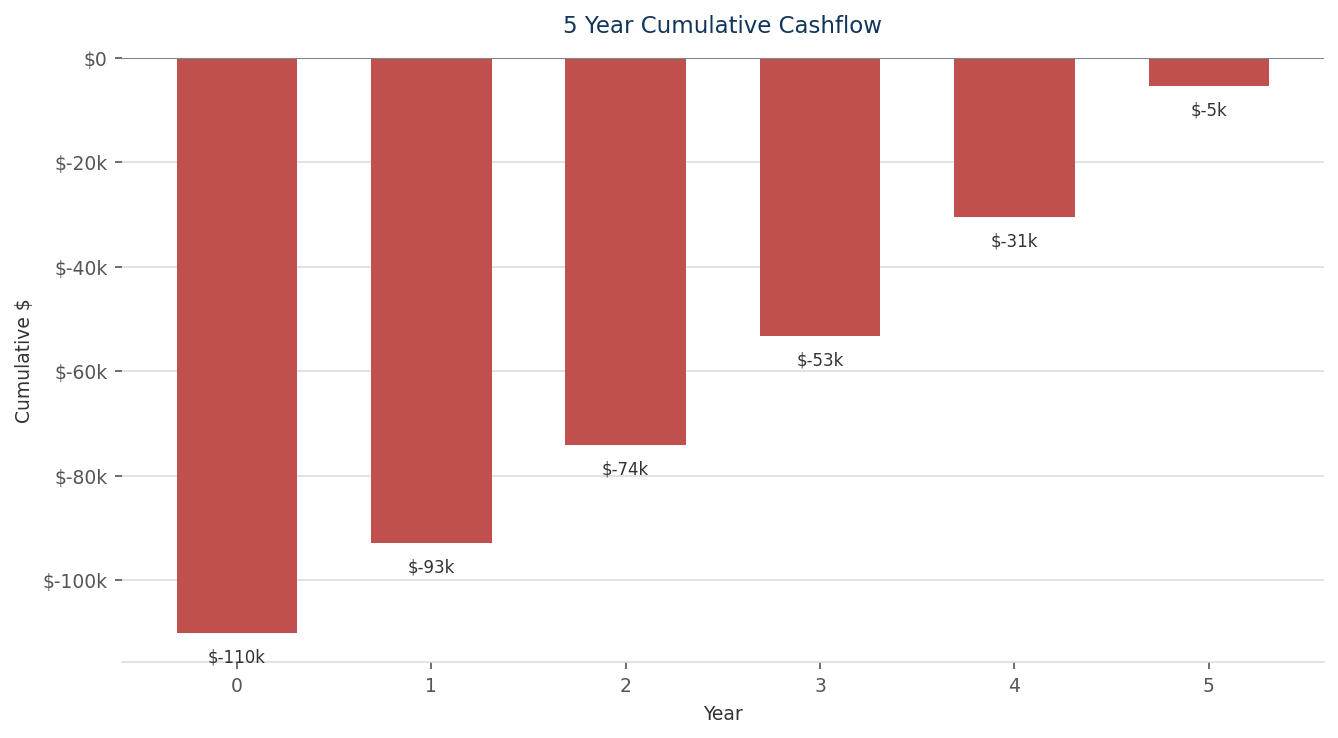 5 Year Cumulative Cashflow
$0
$-20k
$-40k
$-60k
$-80k
$-100k
Cumulative $
$-110k
$-93k
$-74k
$-53k
$-31k
$-5k
0 1 2 3 4 5
Year